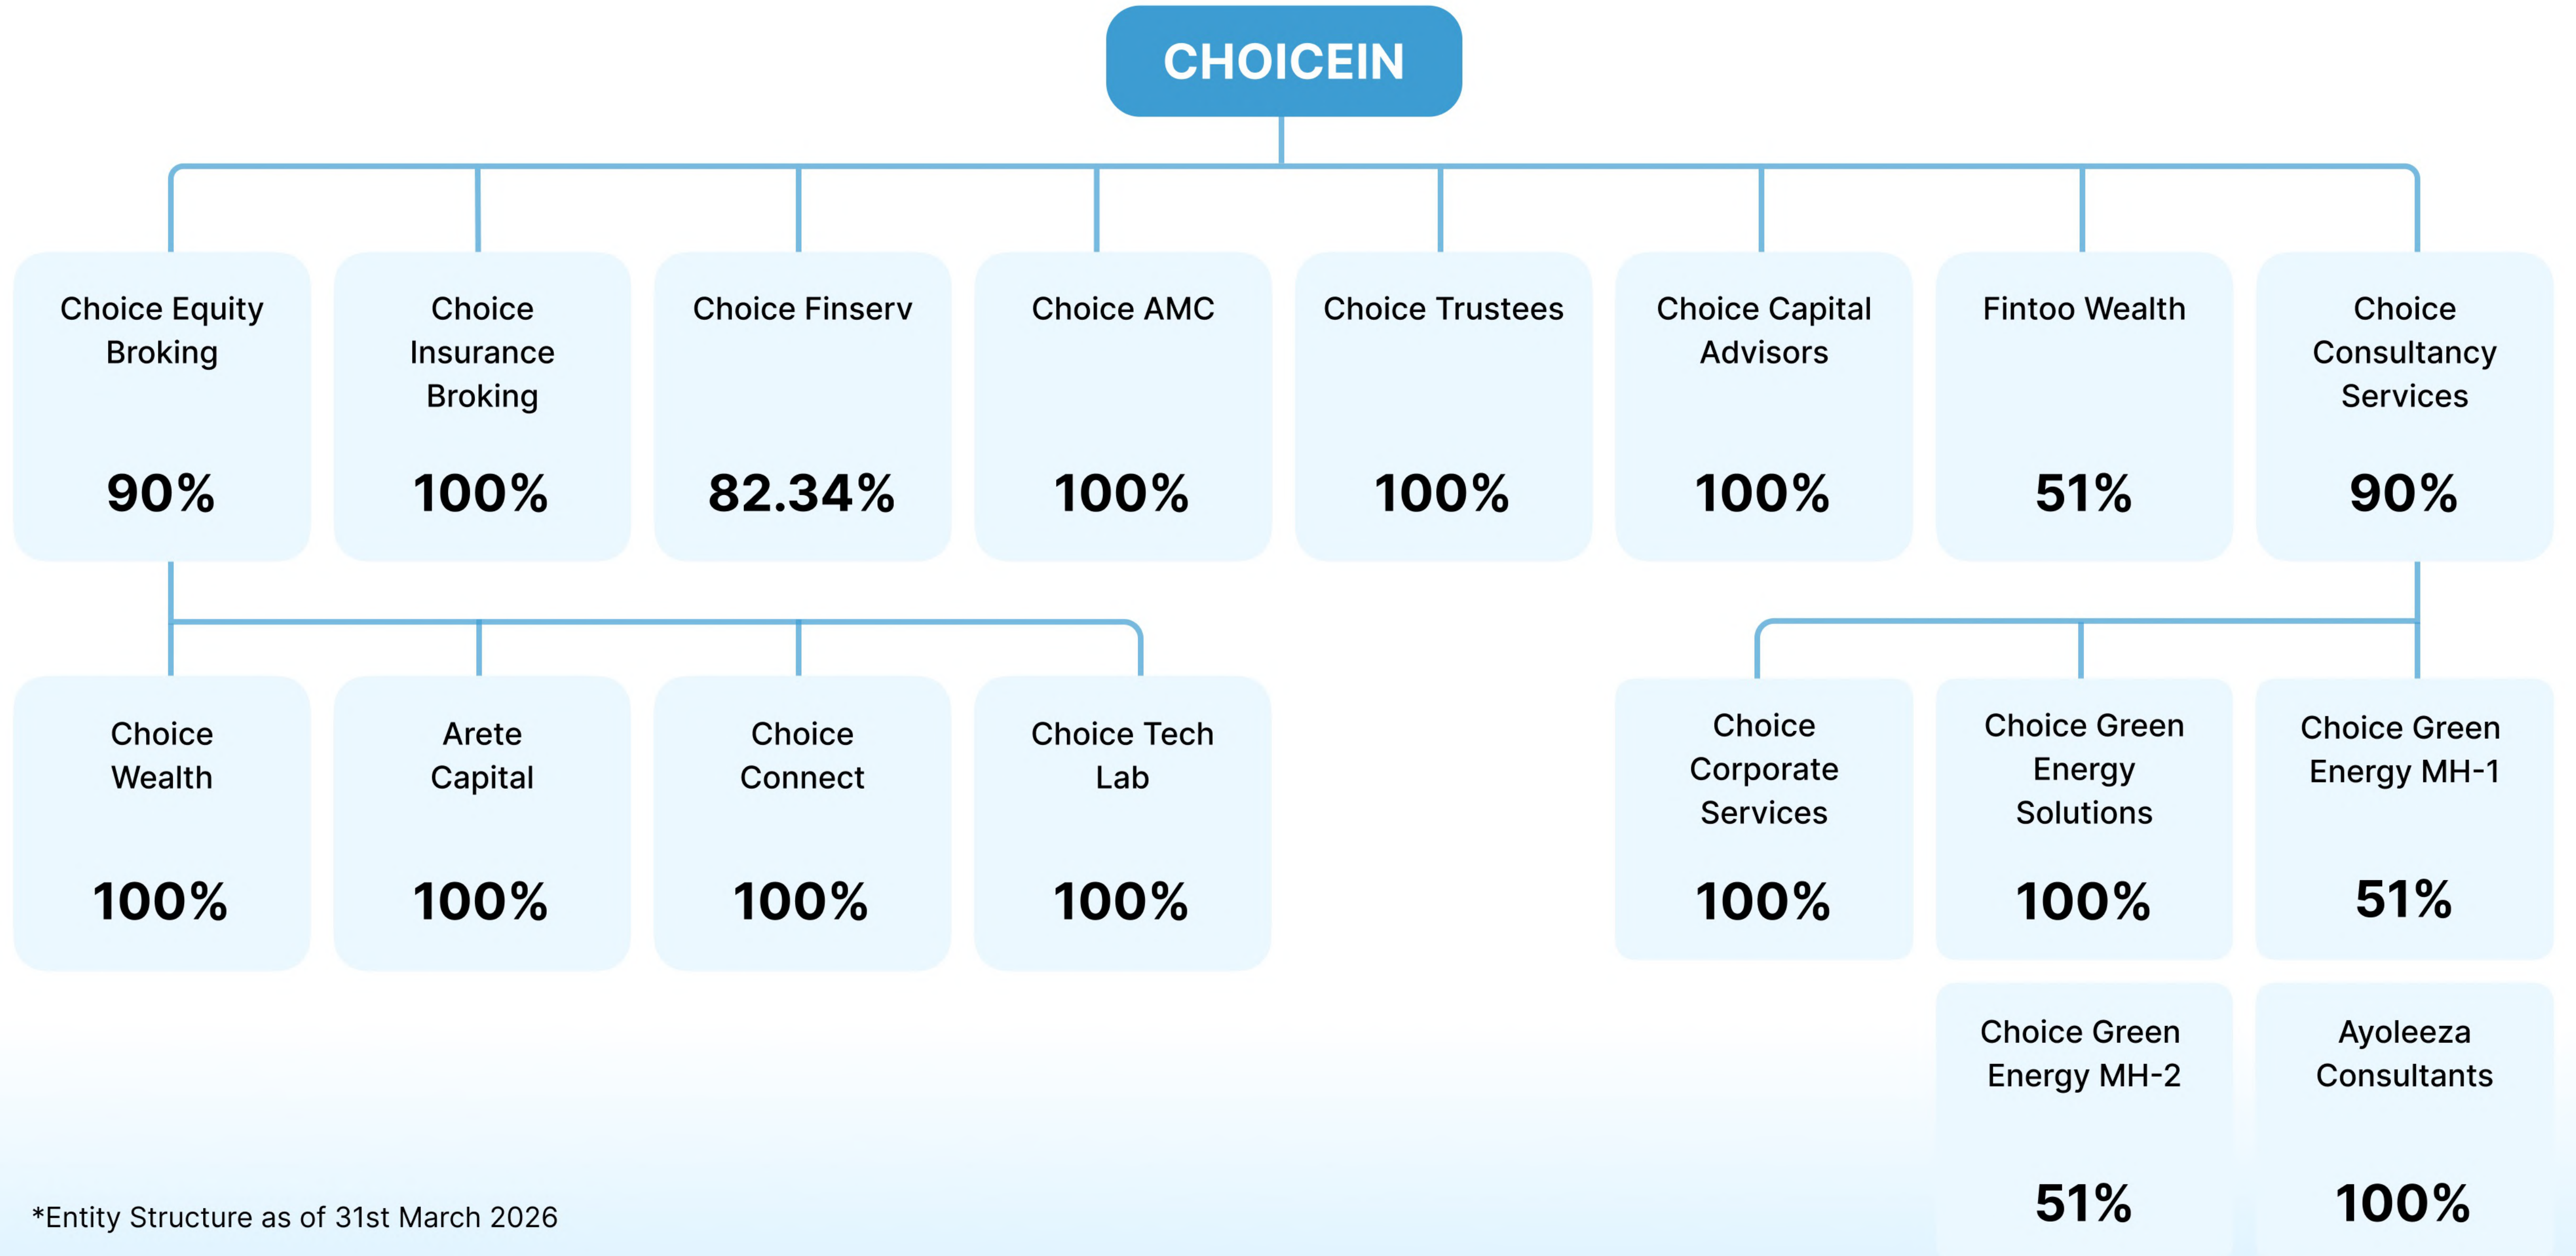 CHOICEIN
Choice Equity
Broking
90%
Choice
Insurance
Broking
100%
Choice Finserv
82.34%
Choice AMC
100%
Choice Trustees
100%
Choice Capital
Advisors
100%
Fintoo Wealth
51%
Choice
Consultancy
Services
90%
Choice
Wealth
100%
Arete
Capital
100%
Choice
Connect
100%
Choice Tech
Lab
100%
Choice
Corporate
Services
100%
Choice Green
Energy
Solutions
100%
Choice Green
Energy MH-1
51%
Choice Green
Energy MH-2
51%
Ayoleeza
Consultants
100%
*Entity Structure as of 31st March 2026